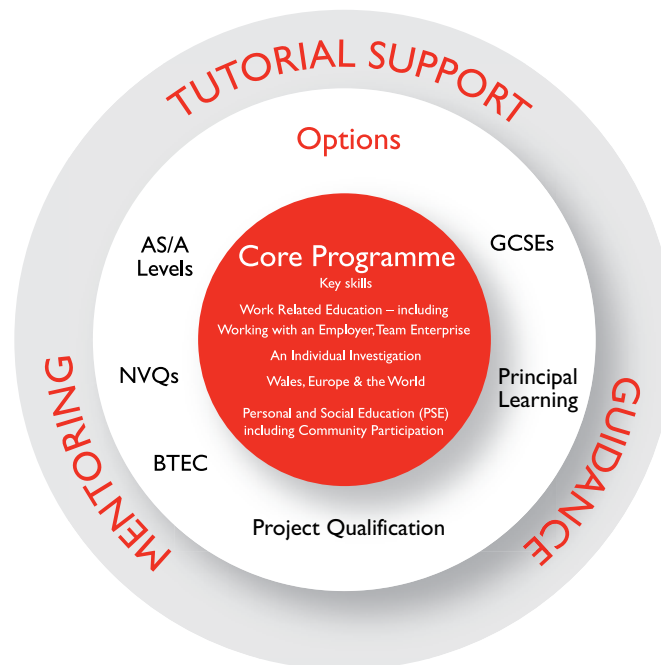 TUTORIAL SUPPORT
Options
AS/A
Levels
GCSEs
Core Programme
Key skills
Work Related Education – including
Working with an Employer, Team Enterprise
An Individual Investigation
Wales, Europe & the World
Personal and Social Education (PSE)
including Community Participation
NVQs
Principal
Learning
BTEC
Project Qualification
MENTORING
GUIDANCE